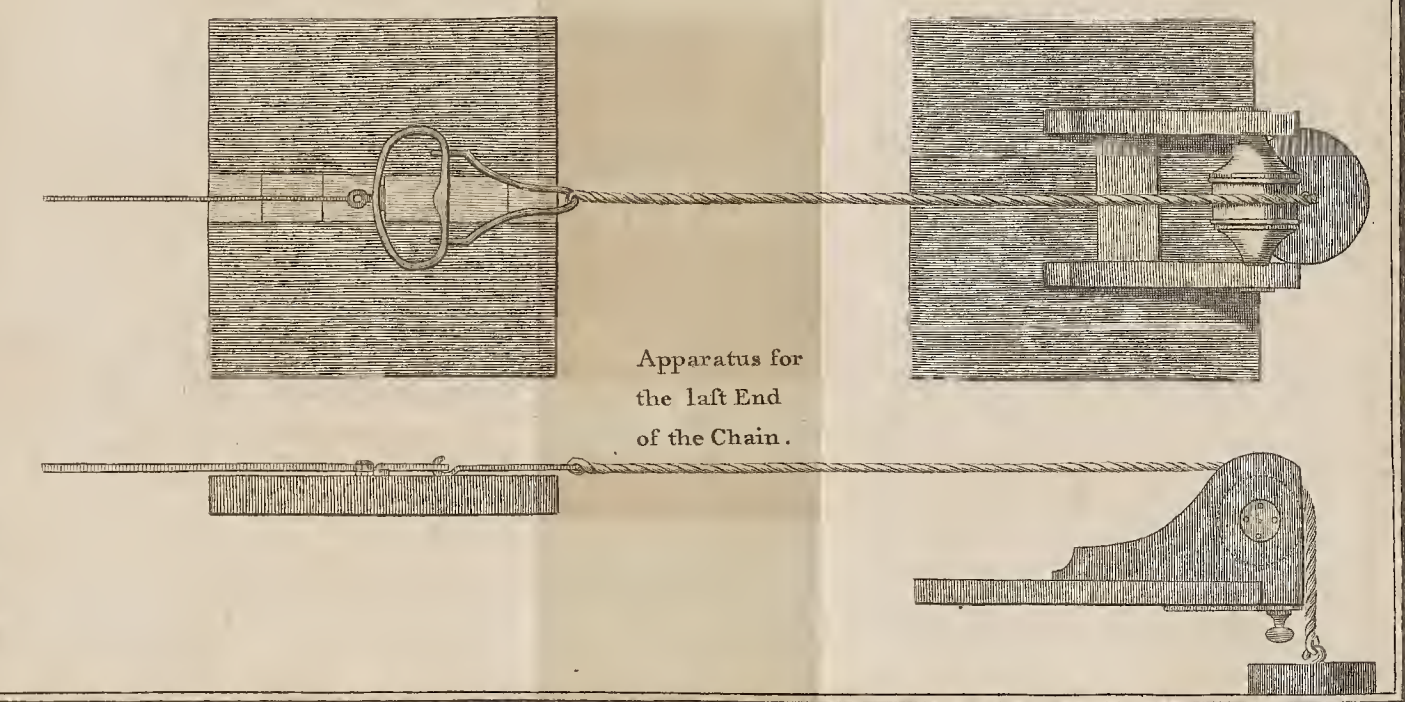 Apparatus for
the laſt End
of the Chain.